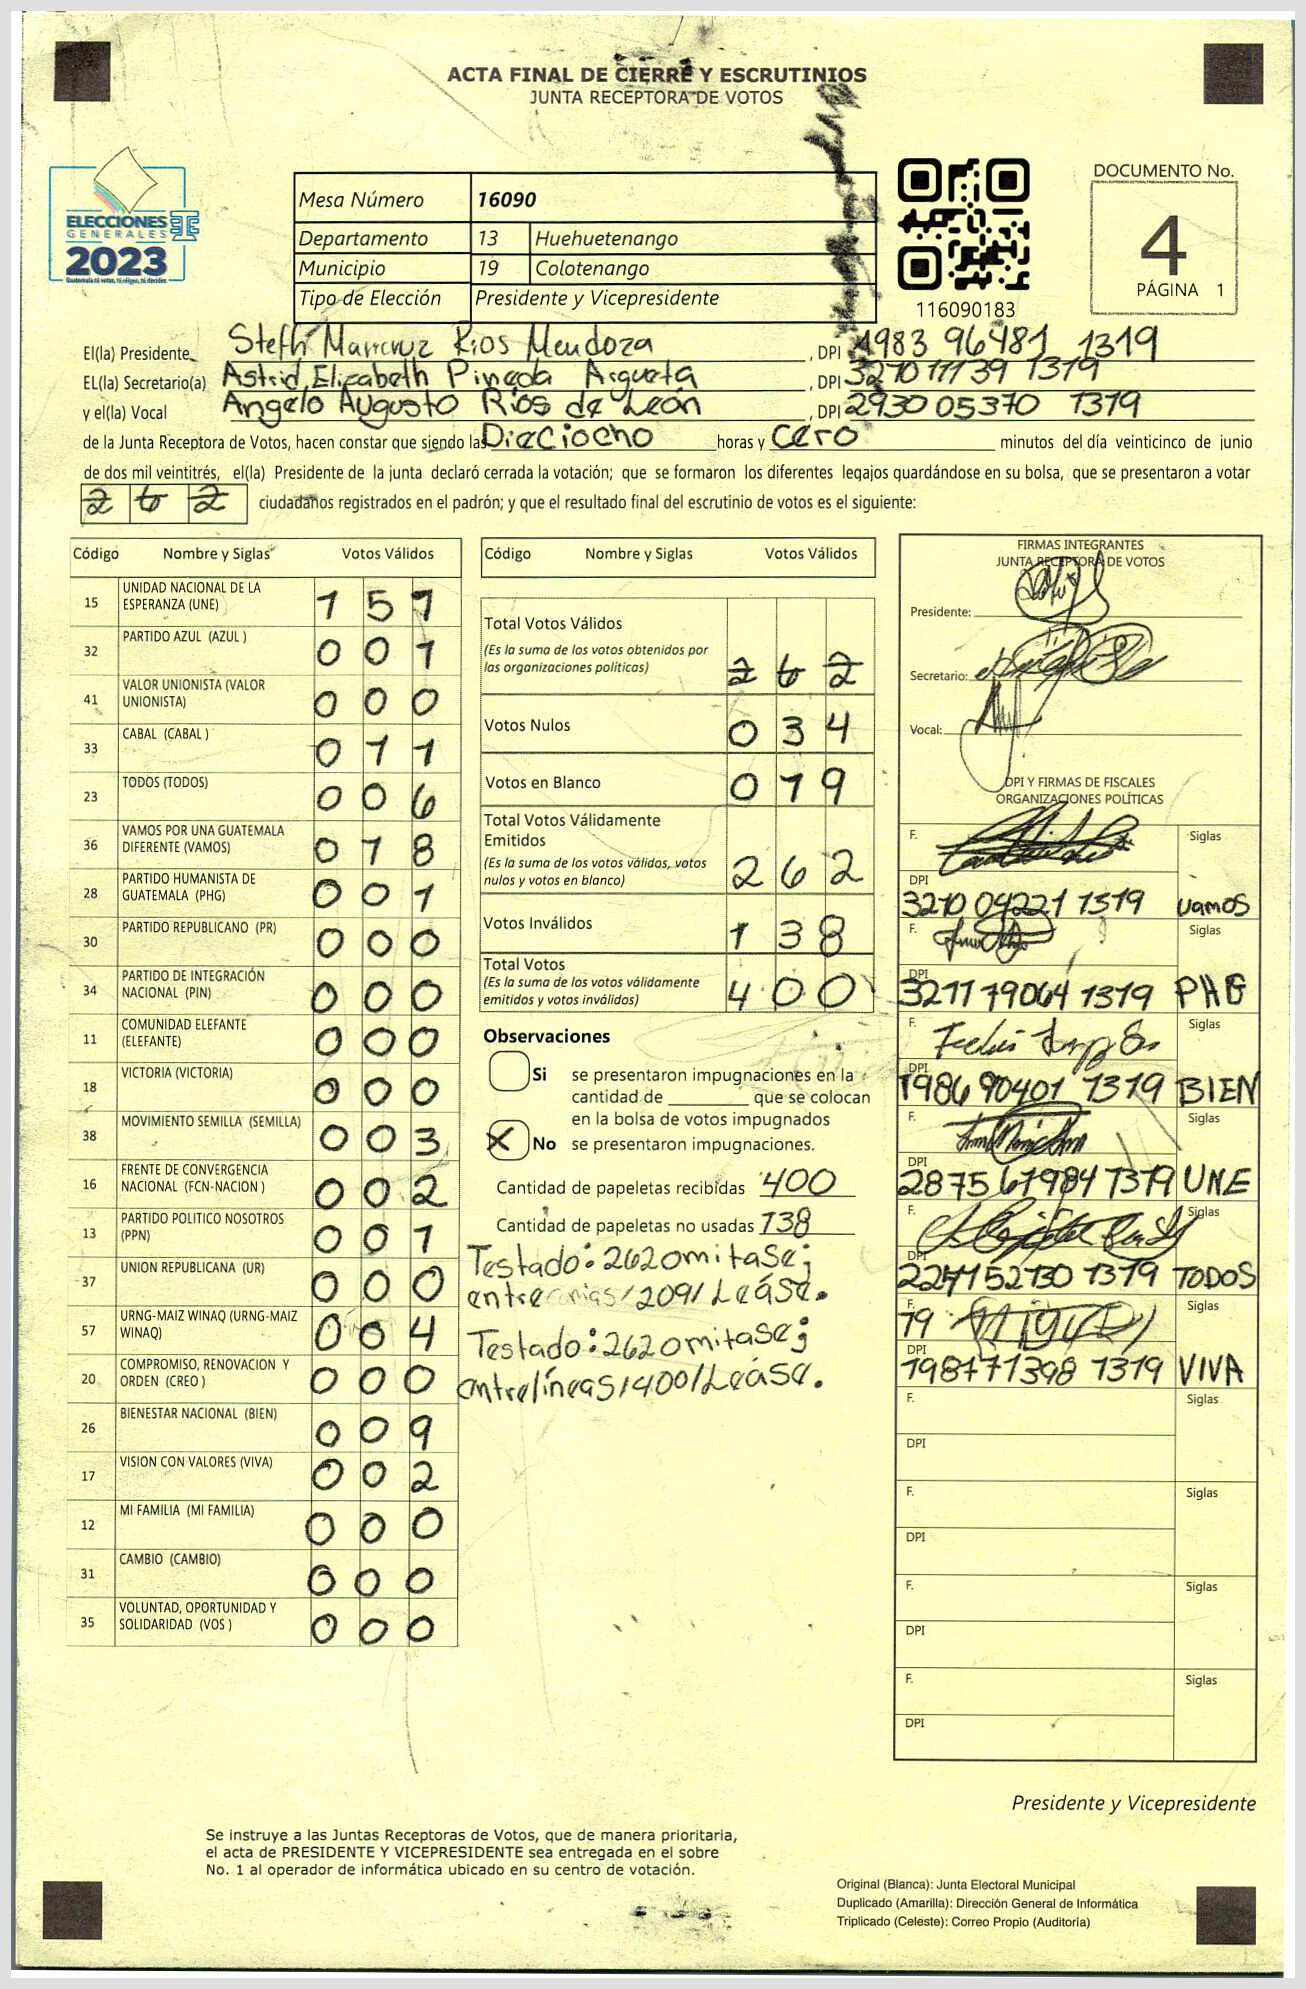 ACTA FINAL DE CIERRE Y ESCRUTINIOS
JUNTA RECEPTORA DE VOTOS
ELECCIONES
GENERALES
2023
Guatemala tú votas, tú eliges, tú decides
Mesa Número 16090
Departamento 13 Huehuetenango
Municipio 19 Colotenango
Tipo de Elección Presidente y Vicepresidente
116090183
DOCUMENTO No.
4
PÁGINA 1
El(la) Presidente Steth Maricruz Rios Mendoza, DPI 1983 96481 1319
EL(la) Secretario(a) Astrid Elizabeth Pineda Argueta, DPI 3210 11139 1319
y el(la) Vocal Angelo Augusto Rios de León, DPI 2930 05370 1319
de la Junta Receptora de Votos, hacen constar que siendo las Dieciocho horas y Cero minutos del día veinticinco de junio
de dos mil veintitrés, el(la) Presidente de la junta declaró cerrada la votación; que se formaron los diferentes legajos quardándose en su bolsa, que se presentaron a votar
2 6 2 ciudadanos registrados en el padrón; y que el resultado final del escrutinio de votos es el siguiente:
Código Nombre y Siglas Votos Válidos
15 UNIDAD NACIONAL DE LA ESPERANZA (UNE) 1 5 1
32 PARTIDO AZUL (AZUL ) 0 0 1
41 VALOR UNIONISTA (VALOR UNIONISTA) 0 0 0
33 CABAL (CABAL ) 0 1 1
23 TODOS (TODOS) 0 0 6
36 VAMOS POR UNA GUATEMALA DIFERENTE (VAMOS) 0 1 8
28 PARTIDO HUMANISTA DE GUATEMALA (PHG) 0 0 1
30 PARTIDO REPUBLICANO (PR) 0 0 0
34 PARTIDO DE INTEGRACIÓN NACIONAL (PIN) 0 0 0
11 COMUNIDAD ELEFANTE (ELEFANTE) 0 0 0
18 VICTORIA (VICTORIA) 0 0 0
38 MOVIMIENTO SEMILLA (SEMILLA) 0 0 3
16 FRENTE DE CONVERGENCIA NACIONAL (FCN-NACION ) 0 0 2
13 PARTIDO POLITICO NOSOTROS (PPN) 0 0 1
37 UNION REPUBLICANA (UR) 0 0 0
57 URNG-MAIZ WINAQ (URNG-MAIZ WINAQ) 0 0 4
20 COMPROMISO, RENOVACION Y ORDEN (CREO ) 0 0 0
26 BIENESTAR NACIONAL (BIEN) 0 0 9
17 VISION CON VALORES (VIVA) 0 0 2
12 MI FAMILIA (MI FAMILIA) 0 0 0
31 CAMBIO (CAMBIO) 0 0 0
35 VOLUNTAD, OPORTUNIDAD Y SOLIDARIDAD (VOS ) 0 0 0
Código Nombre y Siglas Votos Válidos
Total Votos Válidos
(Es la suma de los votos obtenidos por
las organizaciones políticas) 2 6 2
Votos Nulos 0 3 4
Votos en Blanco 0 1 9
Total Votos Válidamente
Emitidos
(Es la suma de los votos válidos, votos
nulos y votos en blanco) 2 6 2
Votos Inválidos 1 3 8
Total Votos
(Es la suma de los votos válidamente
emitidos y votos inválidos) 4 0 0
Observaciones
Si se presentaron impugnaciones en la
cantidad de ________ que se colocan
en la bolsa de votos impugnados
X No se presentaron impugnaciones.
Cantidad de papeletas recibidas 400
Cantidad de papeletas no usadas 138
Testado: 262 omitase;
entre /209/ Leáse.
Testado: 262 omitase;
entrelíneas /400/ Leáse.
FIRMAS INTEGRANTES
JUNTA RECEPTORA DE VOTOS
Presidente:
Secretario:
Vocal:
DPI Y FIRMAS DE FISCALES
ORGANIZACIONES POLÍTICAS
F. Siglas
DPI 3210 04221 1319 vamos
F. Siglas
DPI 3211 79064 1319 PHG
F. Siglas
DPI 1986 90401 1319 BIEN
F. Siglas
DPI 2875 67984 1319 UNE
F. Siglas
DPI 2247 52130 1319 TODOS
F. 19 Siglas
DPI 1987 71398 1319 VIVA
F. Siglas
DPI
F. Siglas
DPI
F. Siglas
DPI
F. Siglas
DPI
Presidente y Vicepresidente
Se instruye a las Juntas Receptoras de Votos, que de manera prioritaria,
el acta de PRESIDENTE Y VICEPRESIDENTE sea entregada en el sobre
No. 1 al operador de informática ubicado en su centro de votación.
Original (Blanca): Junta Electoral Municipal
Duplicado (Amarilla): Dirección General de Informática
Triplicado (Celeste): Correo Propio (Auditoría)